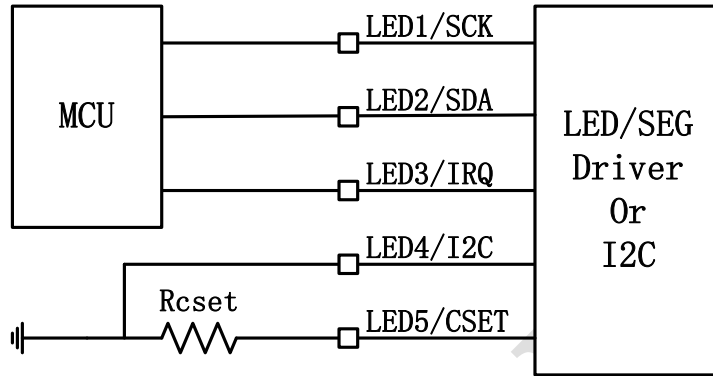 LED1/SCK
MCU
LED2/SDA
LED/SEG
Driver
Or
I2C
LED3/IRQ
LED4/I2C
Rcset
LED5/CSET